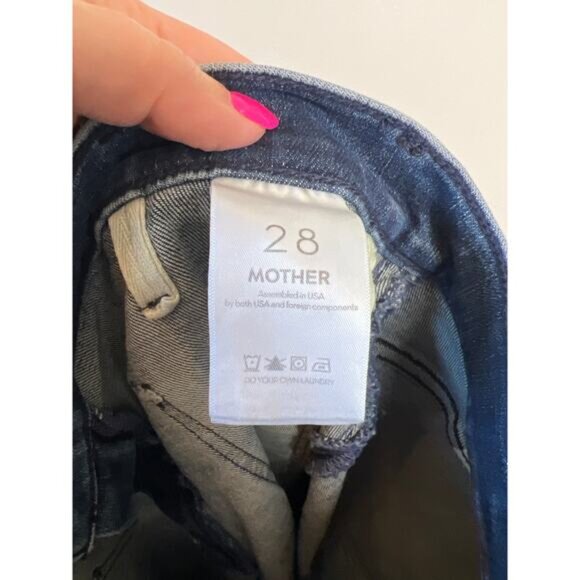 28
MOTHER
Assembled in USA
by both USA and foreign components
DO YOUR OWN LAUNDRY